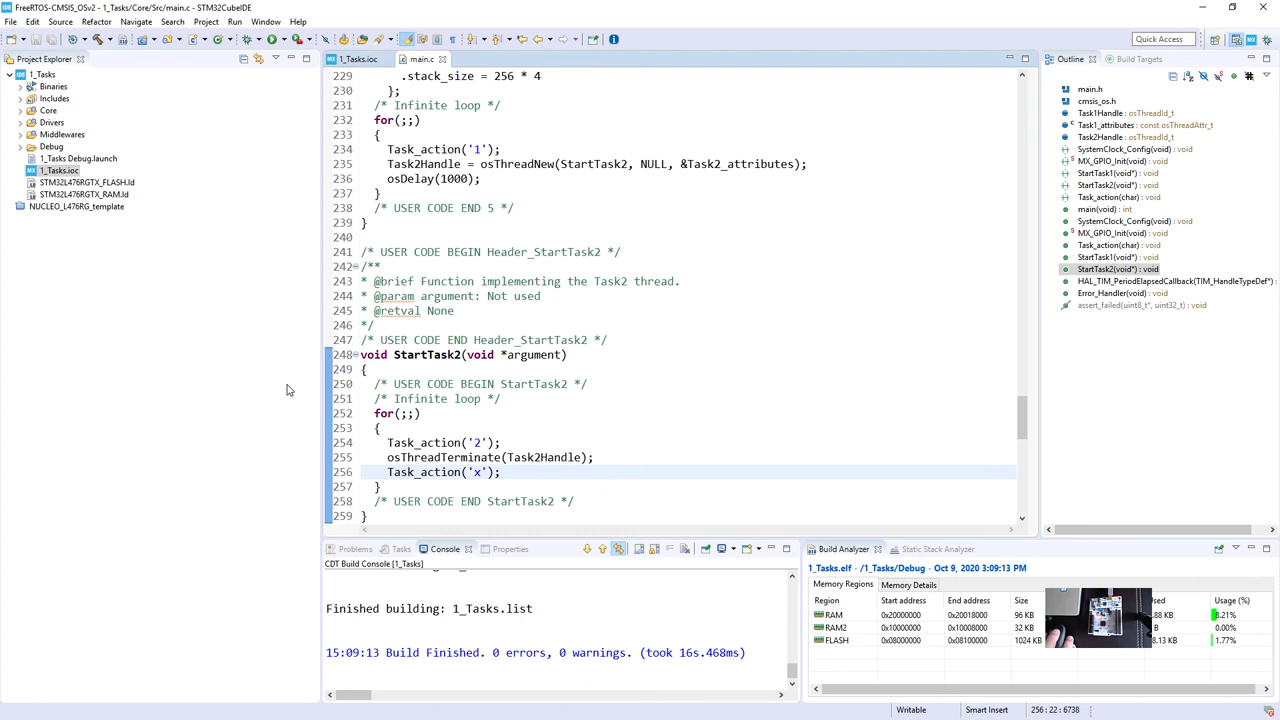 FreeRTOS-CMSIS_OSv2 - 1_Tasks/Core/Src/main.c - STM32CubeIDE
File Edit Source Refactor Navigate Search Project Run Window Help
Quick Access
Project Explorer
1_Tasks
Binaries
Includes
Core
Drivers
Middlewares
Debug
1_Tasks Debug.launch
1_Tasks.ioc
STM32L476RGTX_FLASH.ld
STM32L476RGTX_RAM.ld
NUCLEO_L476RG_template
1_Tasks.ioc main.c
229 .stack_size = 256 * 4
230 };
231 /* Infinite loop */
232 for(;;)
233 {
234 Task_action('1');
235 Task2Handle = osThreadNew(StartTask2, NULL, &Task2_attributes);
236 osDelay(1000);
237 }
238 /* USER CODE END 5 */
239 }
240
241 /* USER CODE BEGIN Header_StartTask2 */
242 /**
243 * @brief Function implementing the Task2 thread.
244 * @param argument: Not used
245 * @retval None
246 */
247 /* USER CODE END Header_StartTask2 */
248 void StartTask2(void *argument)
249 {
250 /* USER CODE BEGIN StartTask2 */
251 /* Infinite loop */
252 for(;;)
253 {
254 Task_action('2');
255 osThreadTerminate(Task2Handle);
256 Task_action('x');
257 }
258 /* USER CODE END StartTask2 */
259 }
Outline Build Targets
main.h
cmsis_os.h
Task1Handle : osThreadId_t
Task1_attributes : const osThreadAttr_t
Task2Handle : osThreadId_t
SystemClock_Config(void) : void
MX_GPIO_Init(void) : void
StartTask1(void*) : void
StartTask2(void*) : void
Task_action(char) : void
main(void) : int
SystemClock_Config(void) : void
MX_GPIO_Init(void) : void
Task_action(char) : void
StartTask1(void*) : void
StartTask2(void*) : void
HAL_TIM_PeriodElapsedCallback(TIM_HandleTypeDef*) : void
Error_Handler(void) : void
assert_failed(uint8_t*, uint32_t) : void
Problems Tasks Console Properties
CDT Build Console [1_Tasks]
Finished building: 1_Tasks.list
15:09:13 Build Finished. 0 errors, 0 warnings. (took 16s.468ms)
Build Analyzer Static Stack Analyzer
1_Tasks.elf - /1_Tasks/Debug - Oct 9, 2020 3:09:13 PM
Memory Regions Memory Details
Region Start address End address Size Usage (%)
RAM 0x20000000 0x20018000 96 KB 8.21%
RAM2 0x10000000 0x10008000 32 KB 0.00%
FLASH 0x08000000 0x08100000 1024 KB 1.77%
Writable Smart Insert 256 : 22 : 6738